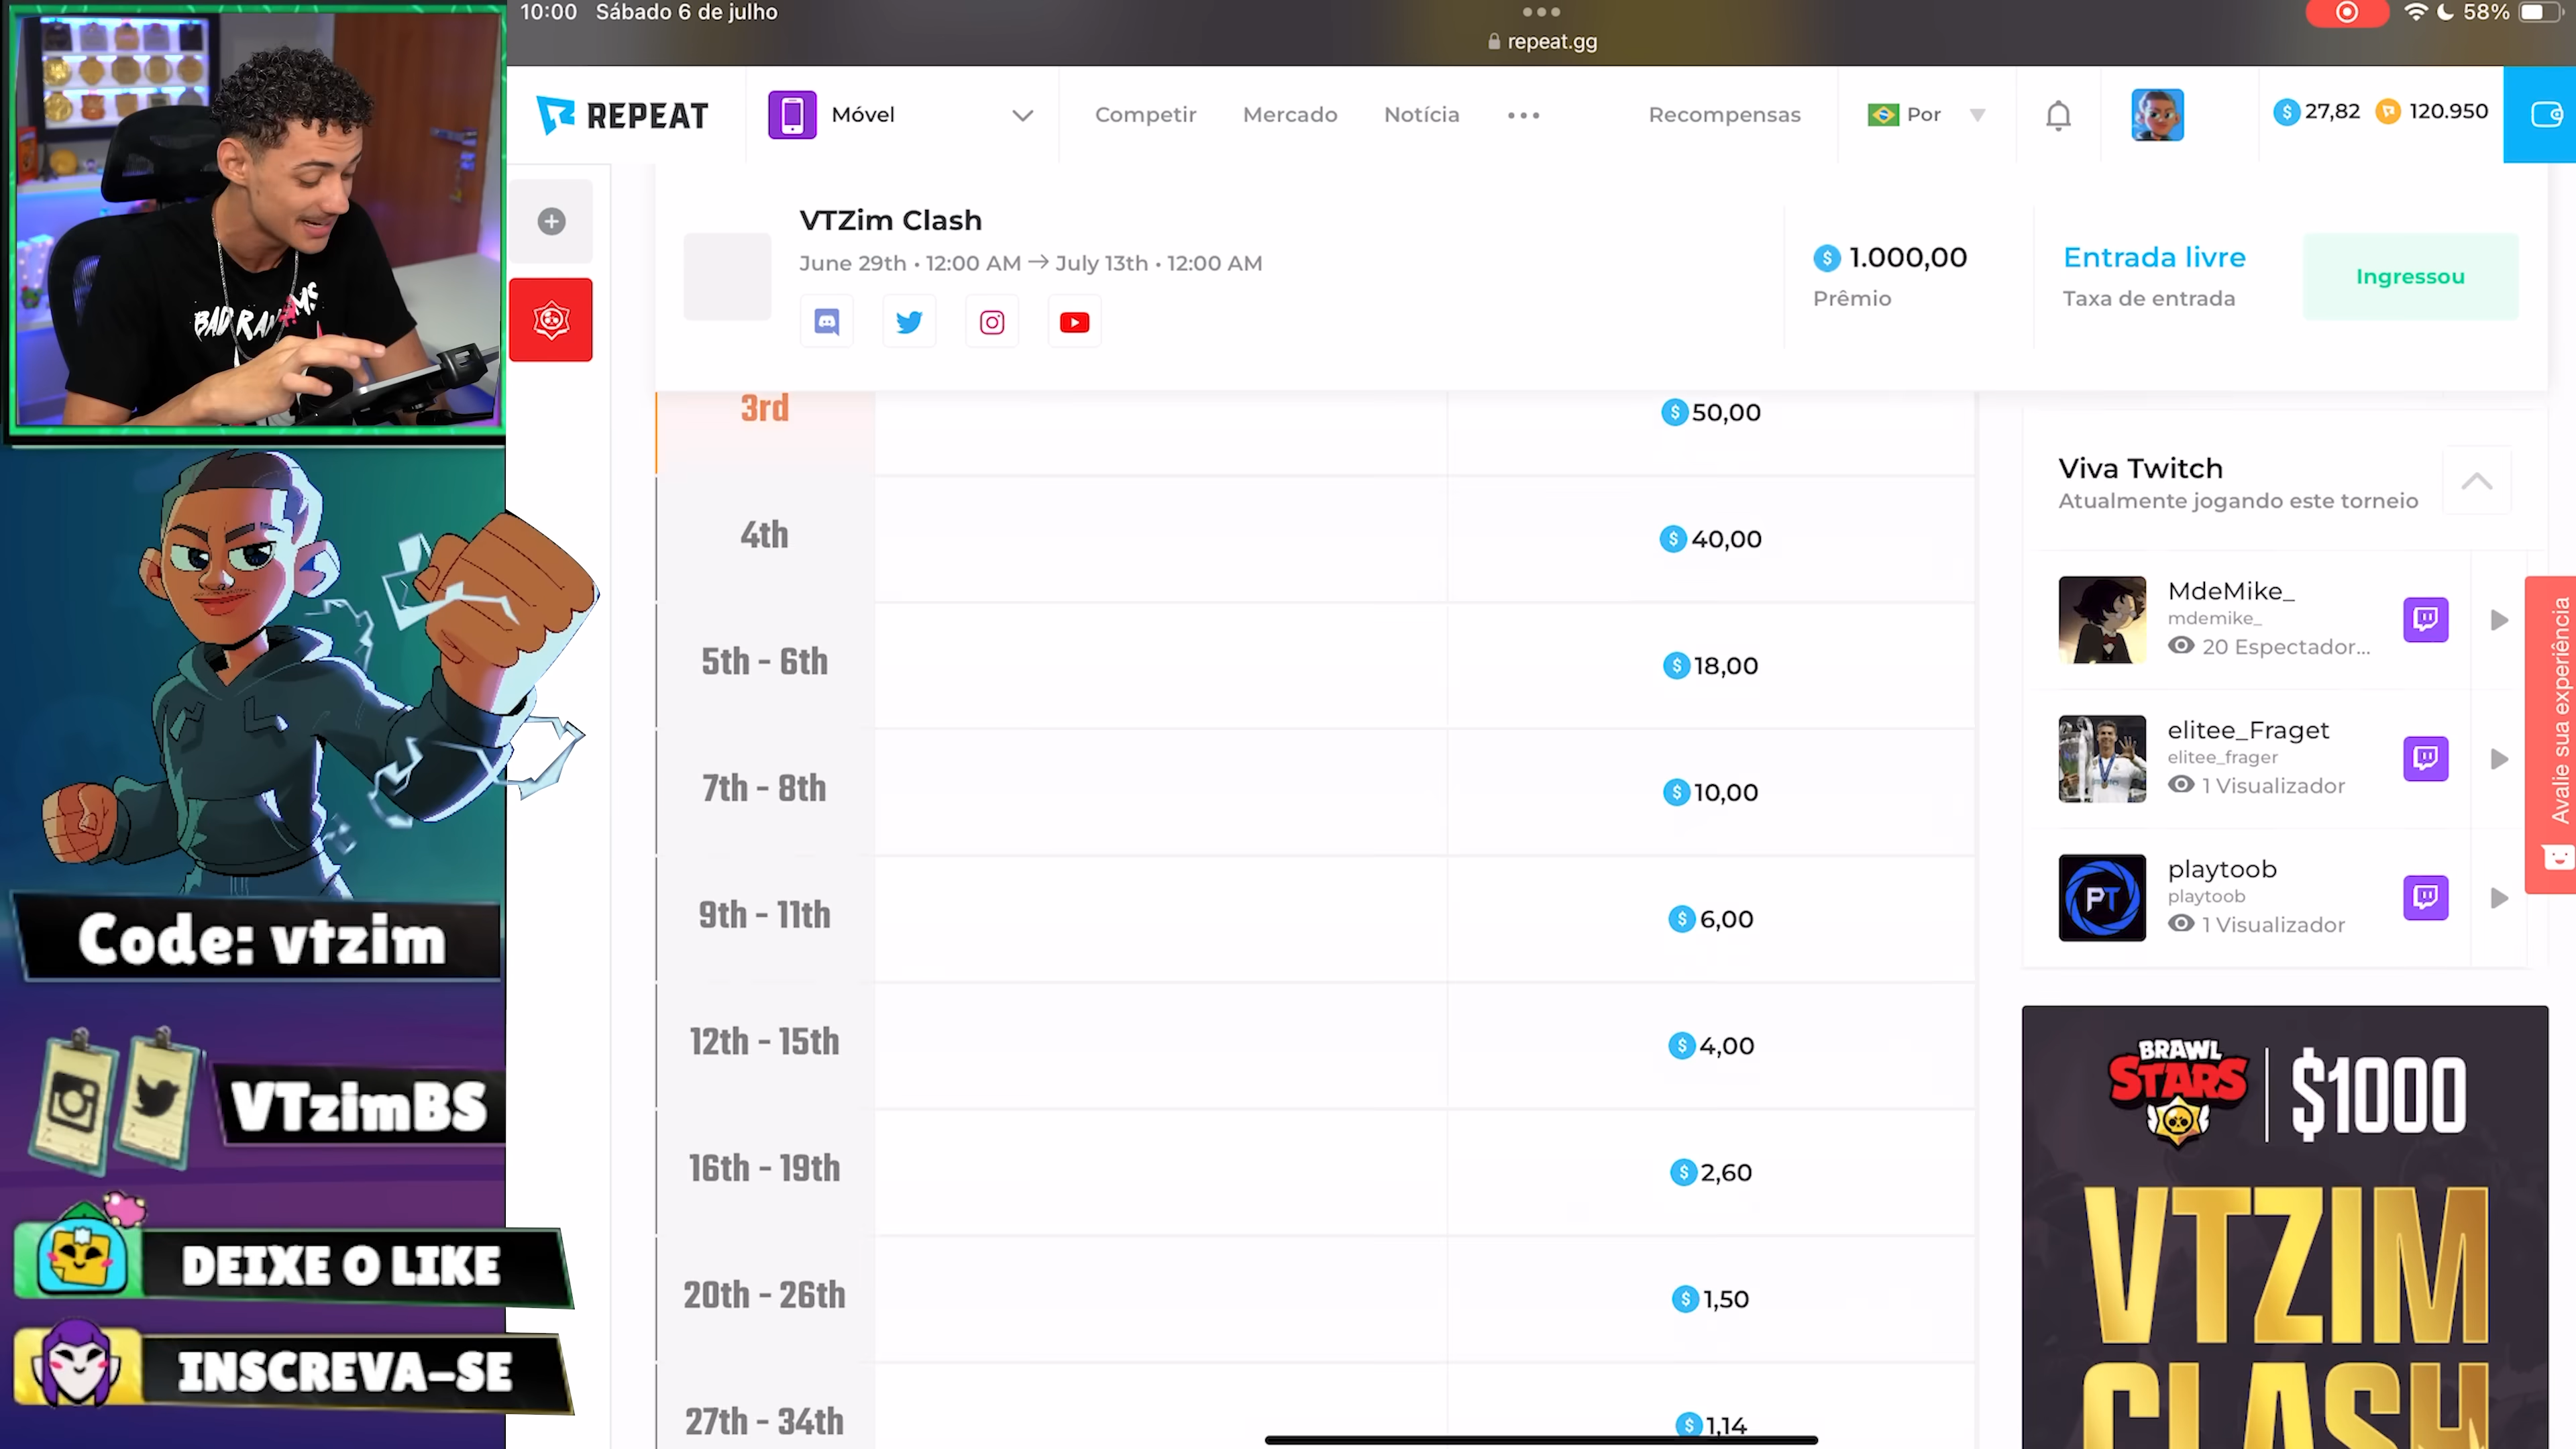 10:00 Sábado 6 de julho
repeat.gg
58%
REPEAT
Móvel
Competir
Mercado
Notícia
Recompensas
Por
27,82
120.950
VTZim Clash
June 29th • 12:00 AM → July 13th • 12:00 AM
$ 1.000,00
Prêmio
Entrada livre
Taxa de entrada
Ingressou
3rd $ 50,00
4th $ 40,00
5th - 6th $ 18,00
7th - 8th $ 10,00
9th - 11th $ 6,00
12th - 15th $ 4,00
16th - 19th $ 2,60
20th - 26th $ 1,50
27th - 34th $ 1,14
Viva Twitch
Atualmente jogando este torneio
MdeMike_
mdemike_
20 Espectador...
elitee_Fraget
elitee_frager
1 Visualizador
PT
playtoob
playtoob
1 Visualizador
Avalie sua experiência
BRAWL
STARS
$1000
VTZIM
CLASH
Code: vtzim
VTzimBS
DEIXE O LIKE
INSCREVA-SE